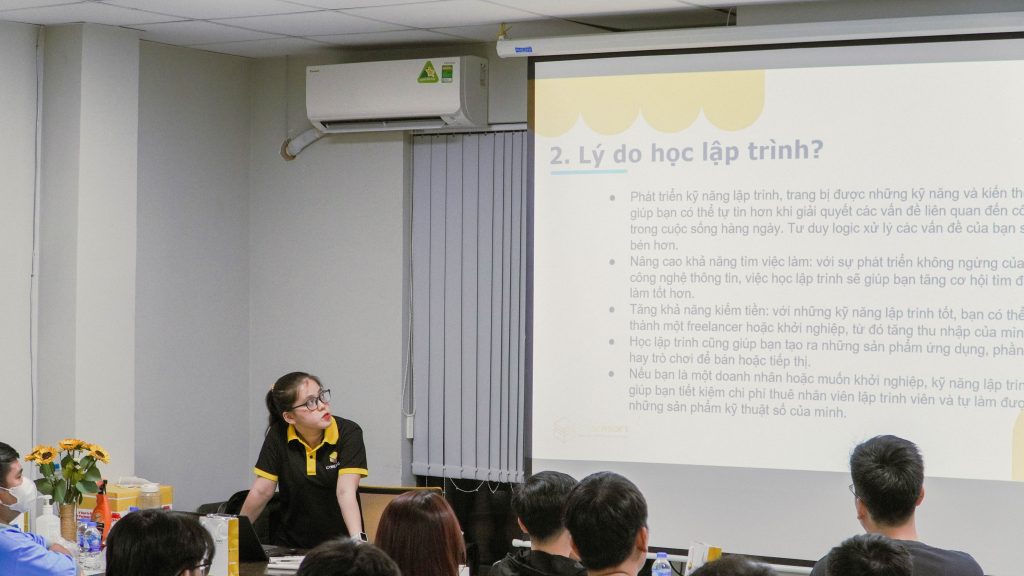 2. Lý do học lập trình?
Phát triển kỹ năng lập trình, trang bị được những kỹ năng và kiến
giúp bạn có thể tự tin hơn khi giải quyết các vấn đề liên quan đến
trong cuộc sống hàng ngày. Tư duy logic xử lý các vấn đề của bạn
bén hơn.
Nâng cao khả năng tìm việc làm: với sự phát triển không ngừng của
công nghệ thông tin, việc học lập trình sẽ giúp bạn tăng cơ hội tìm
làm tốt hơn.
Tăng khả năng kiếm tiền: với những kỹ năng lập trình tốt, bạn có thể
thành một freelancer hoặc khởi nghiệp, từ đó tăng thu nhập của
Học lập trình cũng giúp bạn tạo ra những sản phẩm ứng dụng, phần
hay trò chơi để bán hoặc tiếp thị.
Nếu bạn là một doanh nhân hoặc muốn khởi nghiệp, kỹ năng lập
giúp bạn tiết kiệm chi phí thuê nhân viên lập trình viên và tự làm
những sản phẩm kỹ thuật số của mình.